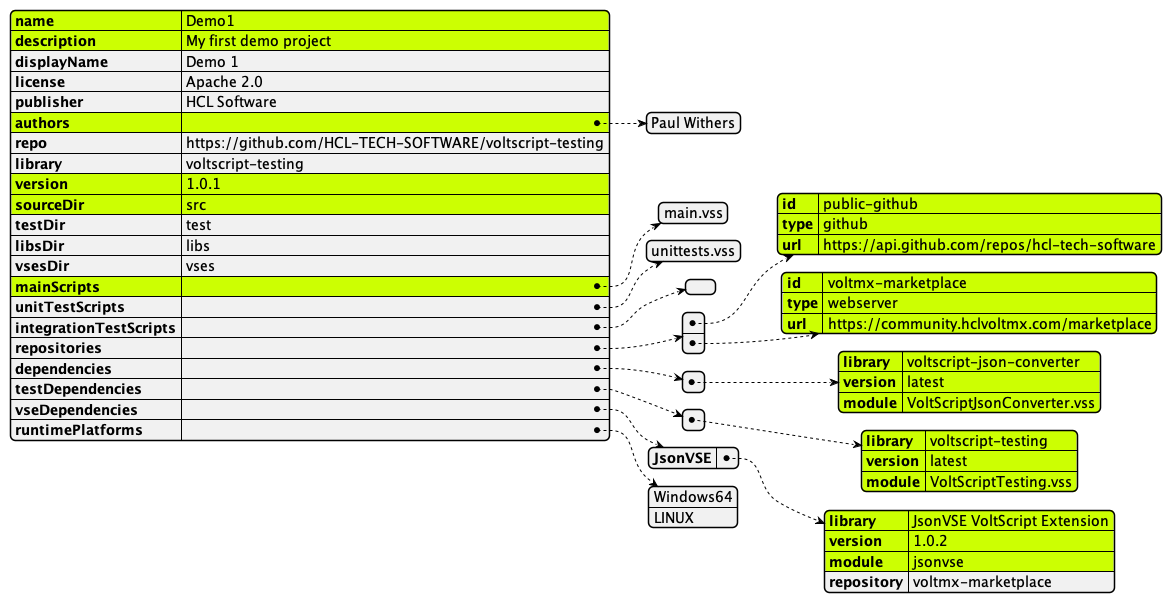 name Demo1
description My first demo project
displayName Demo 1
license Apache 2.0
publisher HCL Software
authors
repo https://github.com/HCL-TECH-SOFTWARE/voltscript-testing
library voltscript-testing
version 1.0.1
sourceDir src
testDir test
libsDir libs
vsesDir vses
mainScripts
unitTestScripts
integrationTestScripts
repositories
dependencies
testDependencies
vseDependencies
runtimePlatforms
Paul Withers
main.vss
unittests.vss
id public-github
type github
url https://api.github.com/repos/hcl-tech-software
id voltmx-marketplace
type webserver
url https://community.hclvoltmx.com/marketplace
library voltscript-json-converter
version latest
module VoltScriptJsonConverter.vss
library voltscript-testing
version latest
module VoltScriptTesting.vss
JsonVSE
Windows64
LINUX
library JsonVSE VoltScript Extension
version 1.0.2
module jsonvse
repository voltmx-marketplace